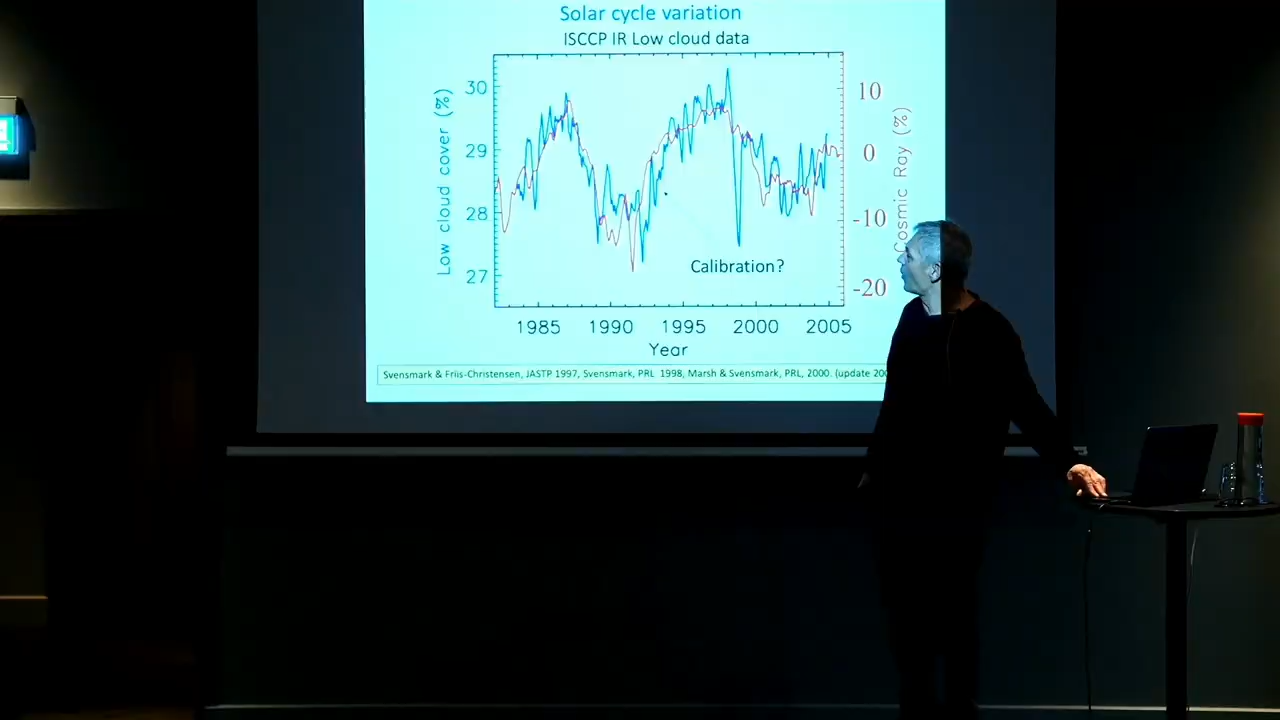 Solar cycle variation
ISCCP IR Low cloud data
Low cloud cover (%)
30
29
28
27
10
0
-10
-20
Cosmic Ray (%)
Calibration?
1985 1990 1995 2000 2005
Year
Svensmark & Friis-Christensen, JASTP 1997, Svensmark, PRL 1998, Marsh & Svensmark, PRL, 2000. (update